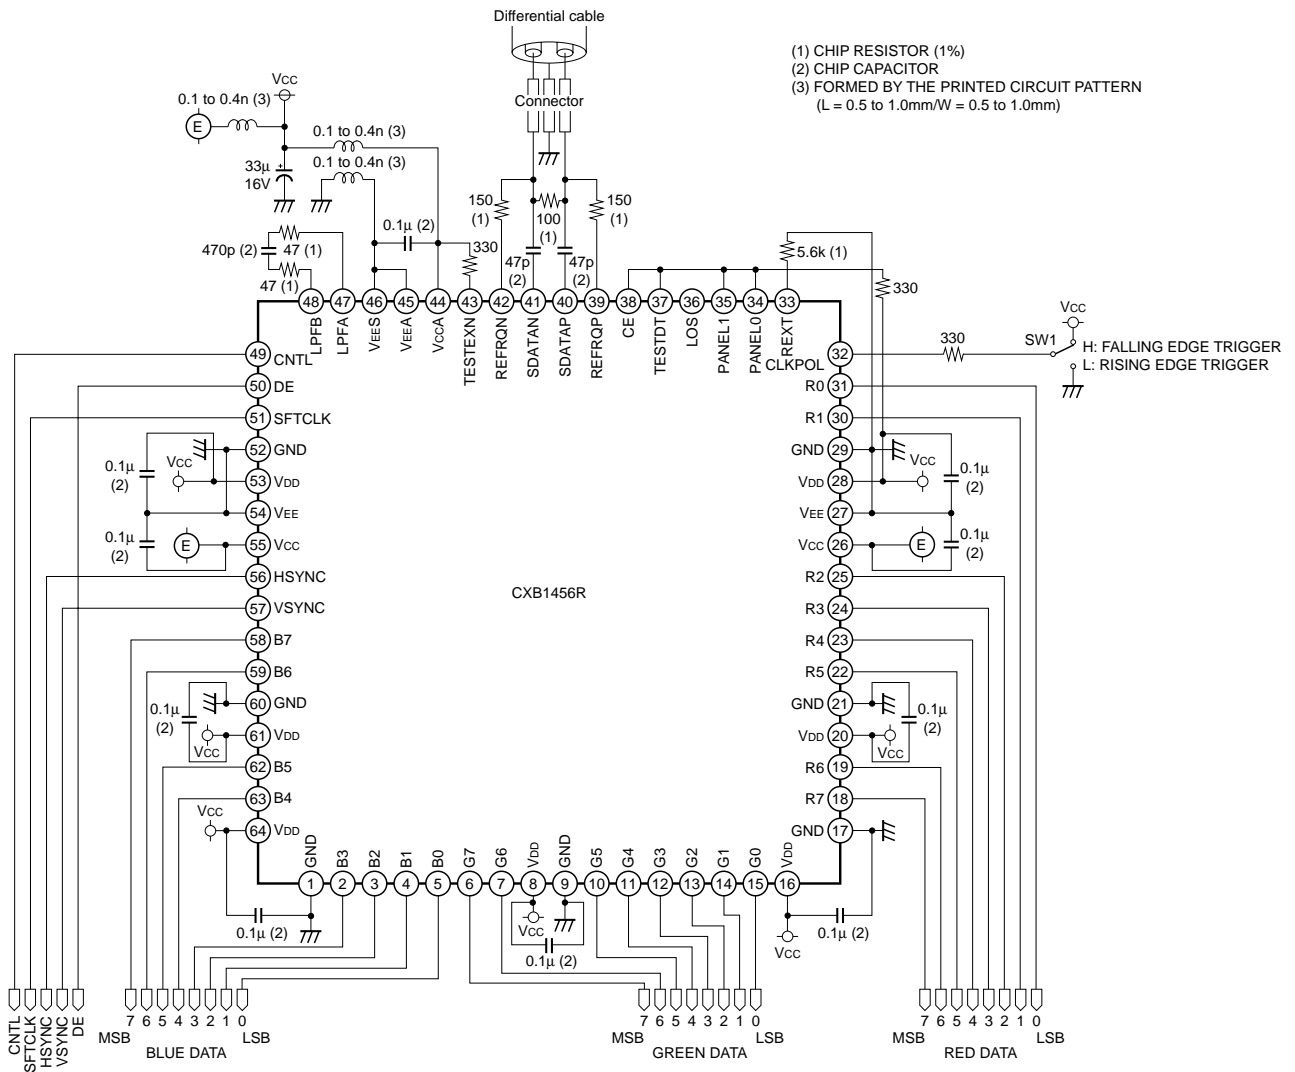 Differential cable
(1) CHIP RESISTOR (1%)
(2) CHIP CAPACITOR
(3) FORMED BY THE PRINTED CIRCUIT PATTERN
(L = 0.5 to 1.0mm/W = 0.5 to 1.0mm)
VCC
0.1 to 0.4n (3)
E
Connector
0.1 to 0.4n (3)
33µ
16V
+
0.1 to 0.4n (3)
150
(1)
100
(1)
150
(1)
0.1µ (2)
330
470p (2)
47 (1)
47 (1)
47p
(2)
47p
(2)
5.6k (1)
330
48 47 46 45 44 43 42 41 40 39 38 37 36 35 34 33
LPFB
LPFA
VEES
VEEA
VCCA
TESTEXN
REFRQN
SDATAN
SDATAP
REFRQP
CE
TESTDT
LOS
PANEL1
PANEL0
REXT
VCC
330
SW1
H: FALLING EDGE TRIGGER
L: RISING EDGE TRIGGER
49 CNTL
50 DE
51 SFTCLK
52 GND
53 VDD
54 VEE
55 VCC
56 HSYNC
57 VSYNC
58 B7
59 B6
60 GND
61 VDD
62 B5
63 B4
64 VDD
0.1µ
(2)
VCC
0.1µ
(2)
E
0.1µ
(2)
VCC
VCC
CXB1456R
CLKPOL 32
R0 31
R1 30
GND 29
VDD 28
VEE 27
VCC 26
R2 25
R3 24
R4 23
R5 22
GND 21
VDD 20
R6 19
R7 18
GND 17
VCC
0.1µ
(2)
E
0.1µ
(2)
0.1µ
(2)
VCC
GND
B3
B2
B1
B0
G7
G6
VDD
GND
G5
G4
G3
G2
G1
G0
VDD
1 2 3 4 5 6 7 8 9 10 11 12 13 14 15 16
0.1µ (2)
VCC
0.1µ (2)
0.1µ (2)
VCC
CNTL
SFTCLK
HSYNC
VSYNC
DE
7 6 5 4 3 2 1 0
MSB LSB
BLUE DATA
7 6 5 4 3 2 1 0
MSB LSB
GREEN DATA
7 6 5 4 3 2 1 0
MSB LSB
RED DATA